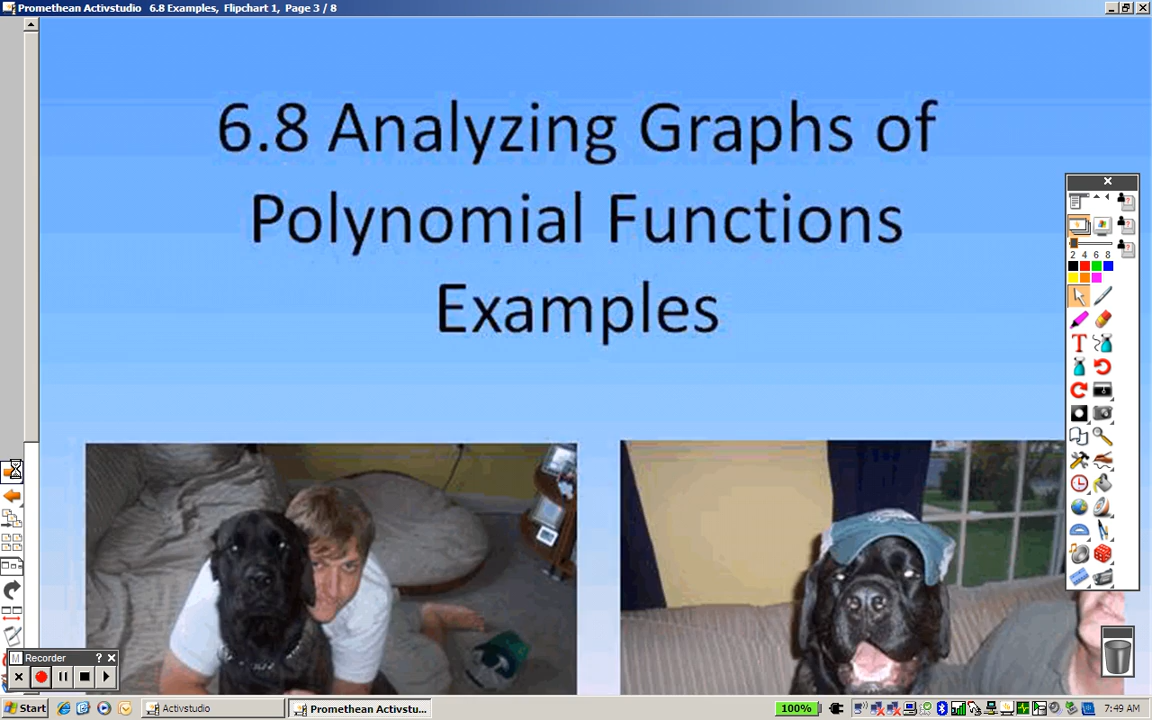 Promethean Activstudio   6.8 Examples, Flipchart 1, Page 3 / 8
6.8 Analyzing Graphs of
Polynomial Functions
Examples
2 4 6 8
T
Recorder ?
Start
Activstudio
Promethean Activstu...
100%
7:49 AM